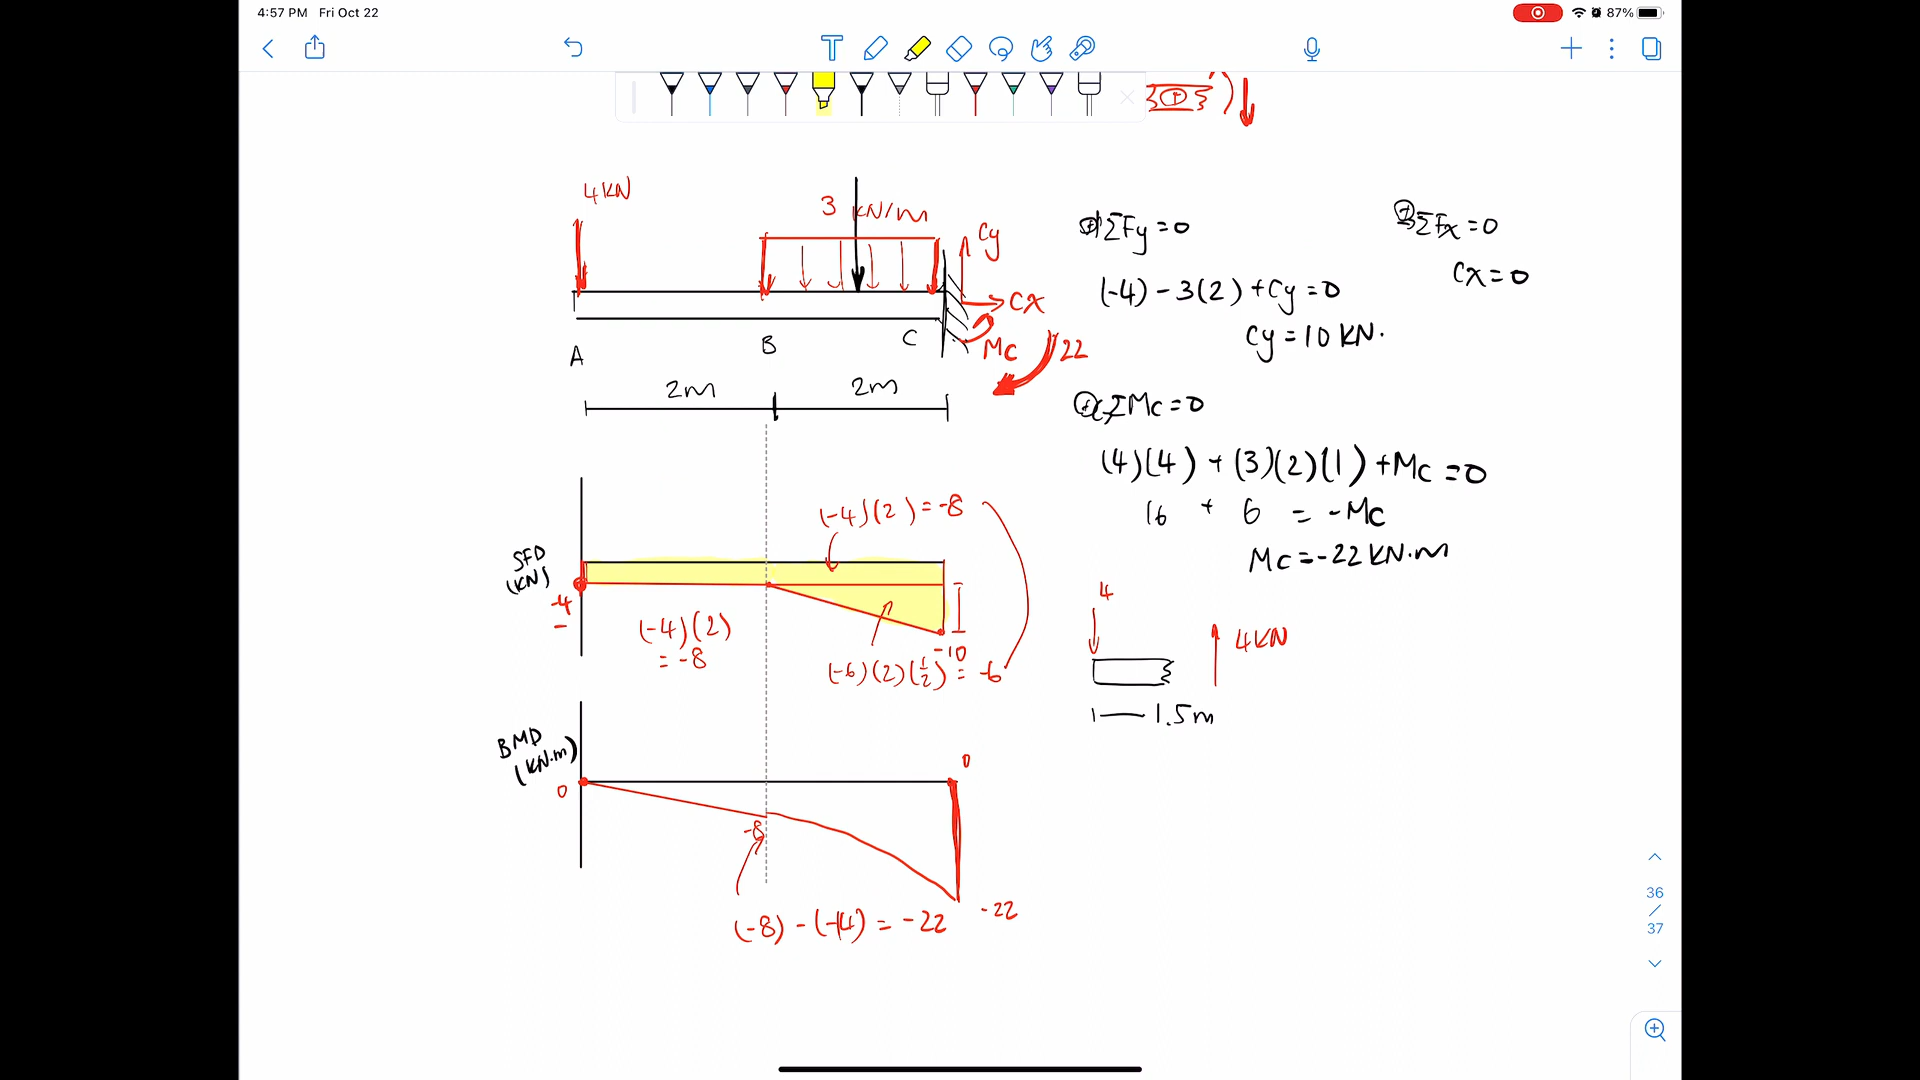 4:57 PM Fri Oct 22
87%
4KN
3 KN/m
Cy
Cx
Mc
22
A
B
C
2m
2m
ΣFy = 0
(-4) - 3(2) + Cy = 0
Cy = 10 KN.
ΣFx = 0
Cx = 0
ΣMc = 0
(4)(4) + (3)(2)(1) + Mc = 0
16 + 6 = -Mc
Mc = -22 KN.m
SFD
(KN)
-4
(-4)(2) = -8
(-4)(2)
= -8
-10
(-6)(2)(1/2) = -6
4
4KN
1.5m
BMD
(KN.m)
0
0
-8
-22
(-8) - (-14) = -22
36
/
37